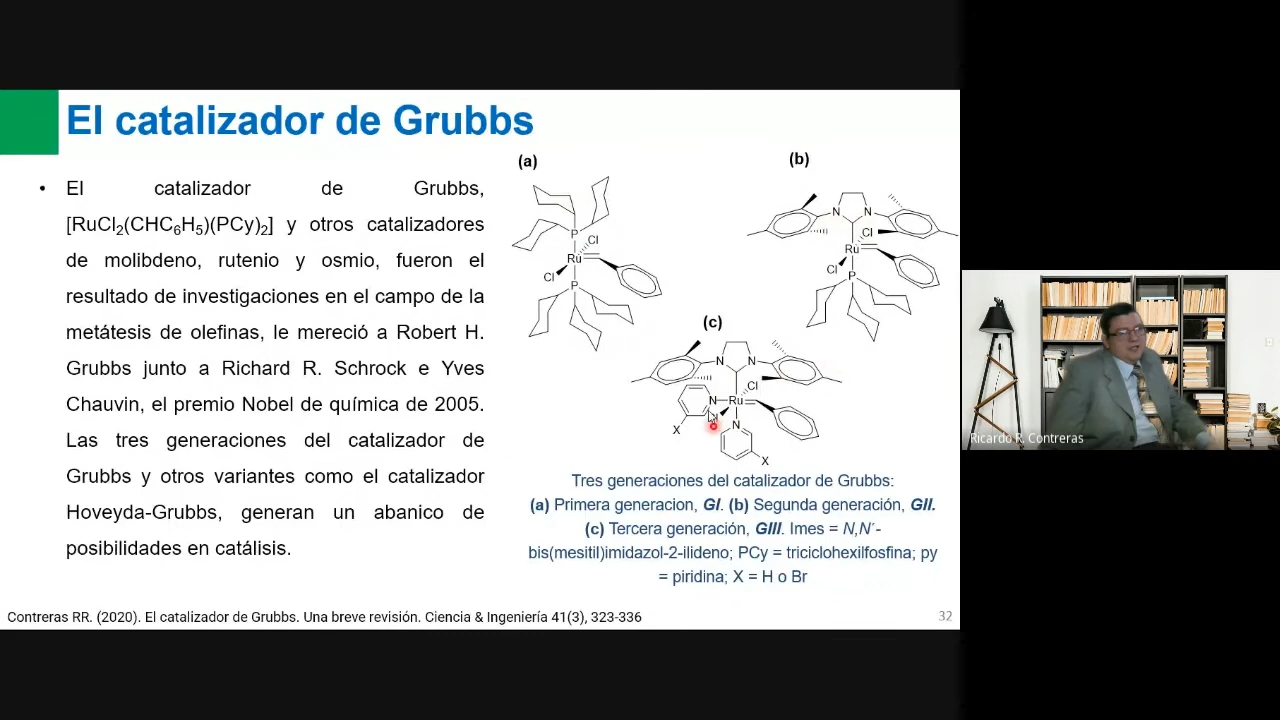 El catalizador de Grubbs
• El catalizador de Grubbs,
[RuCl₂(CHC₆H₅)(PCy)₂] y otros catalizadores
de molibdeno, rutenio y osmio, fueron el
resultado de investigaciones en el campo de la
metátesis de olefinas, le mereció a Robert H.
Grubbs junto a Richard R. Schrock e Yves
Chauvin, el premio Nobel de química de 2005.
Las tres generaciones del catalizador de
Grubbs y otros variantes como el catalizador
Hoveyda-Grubbs, generan un abanico de
posibilidades en catálisis.
(a)
P
Cl
Ru
Cl
P
(b)
N N
Cl
Ru
Cl
P
(c)
N N
Cl
N Ru
X
N
X
Tres generaciones del catalizador de Grubbs:
(a) Primera generacion, GI. (b) Segunda generación, GII.
(c) Tercera generación, GIII. Imes = N,N´-
bis(mesitil)imidazol-2-ilideno; PCy = triciclohexilfosfina; py
= piridina; X = H o Br
Contreras RR. (2020). El catalizador de Grubbs. Una breve revisión. Ciencia & Ingeniería 41(3), 323-336
32
Ricardo R. Contreras